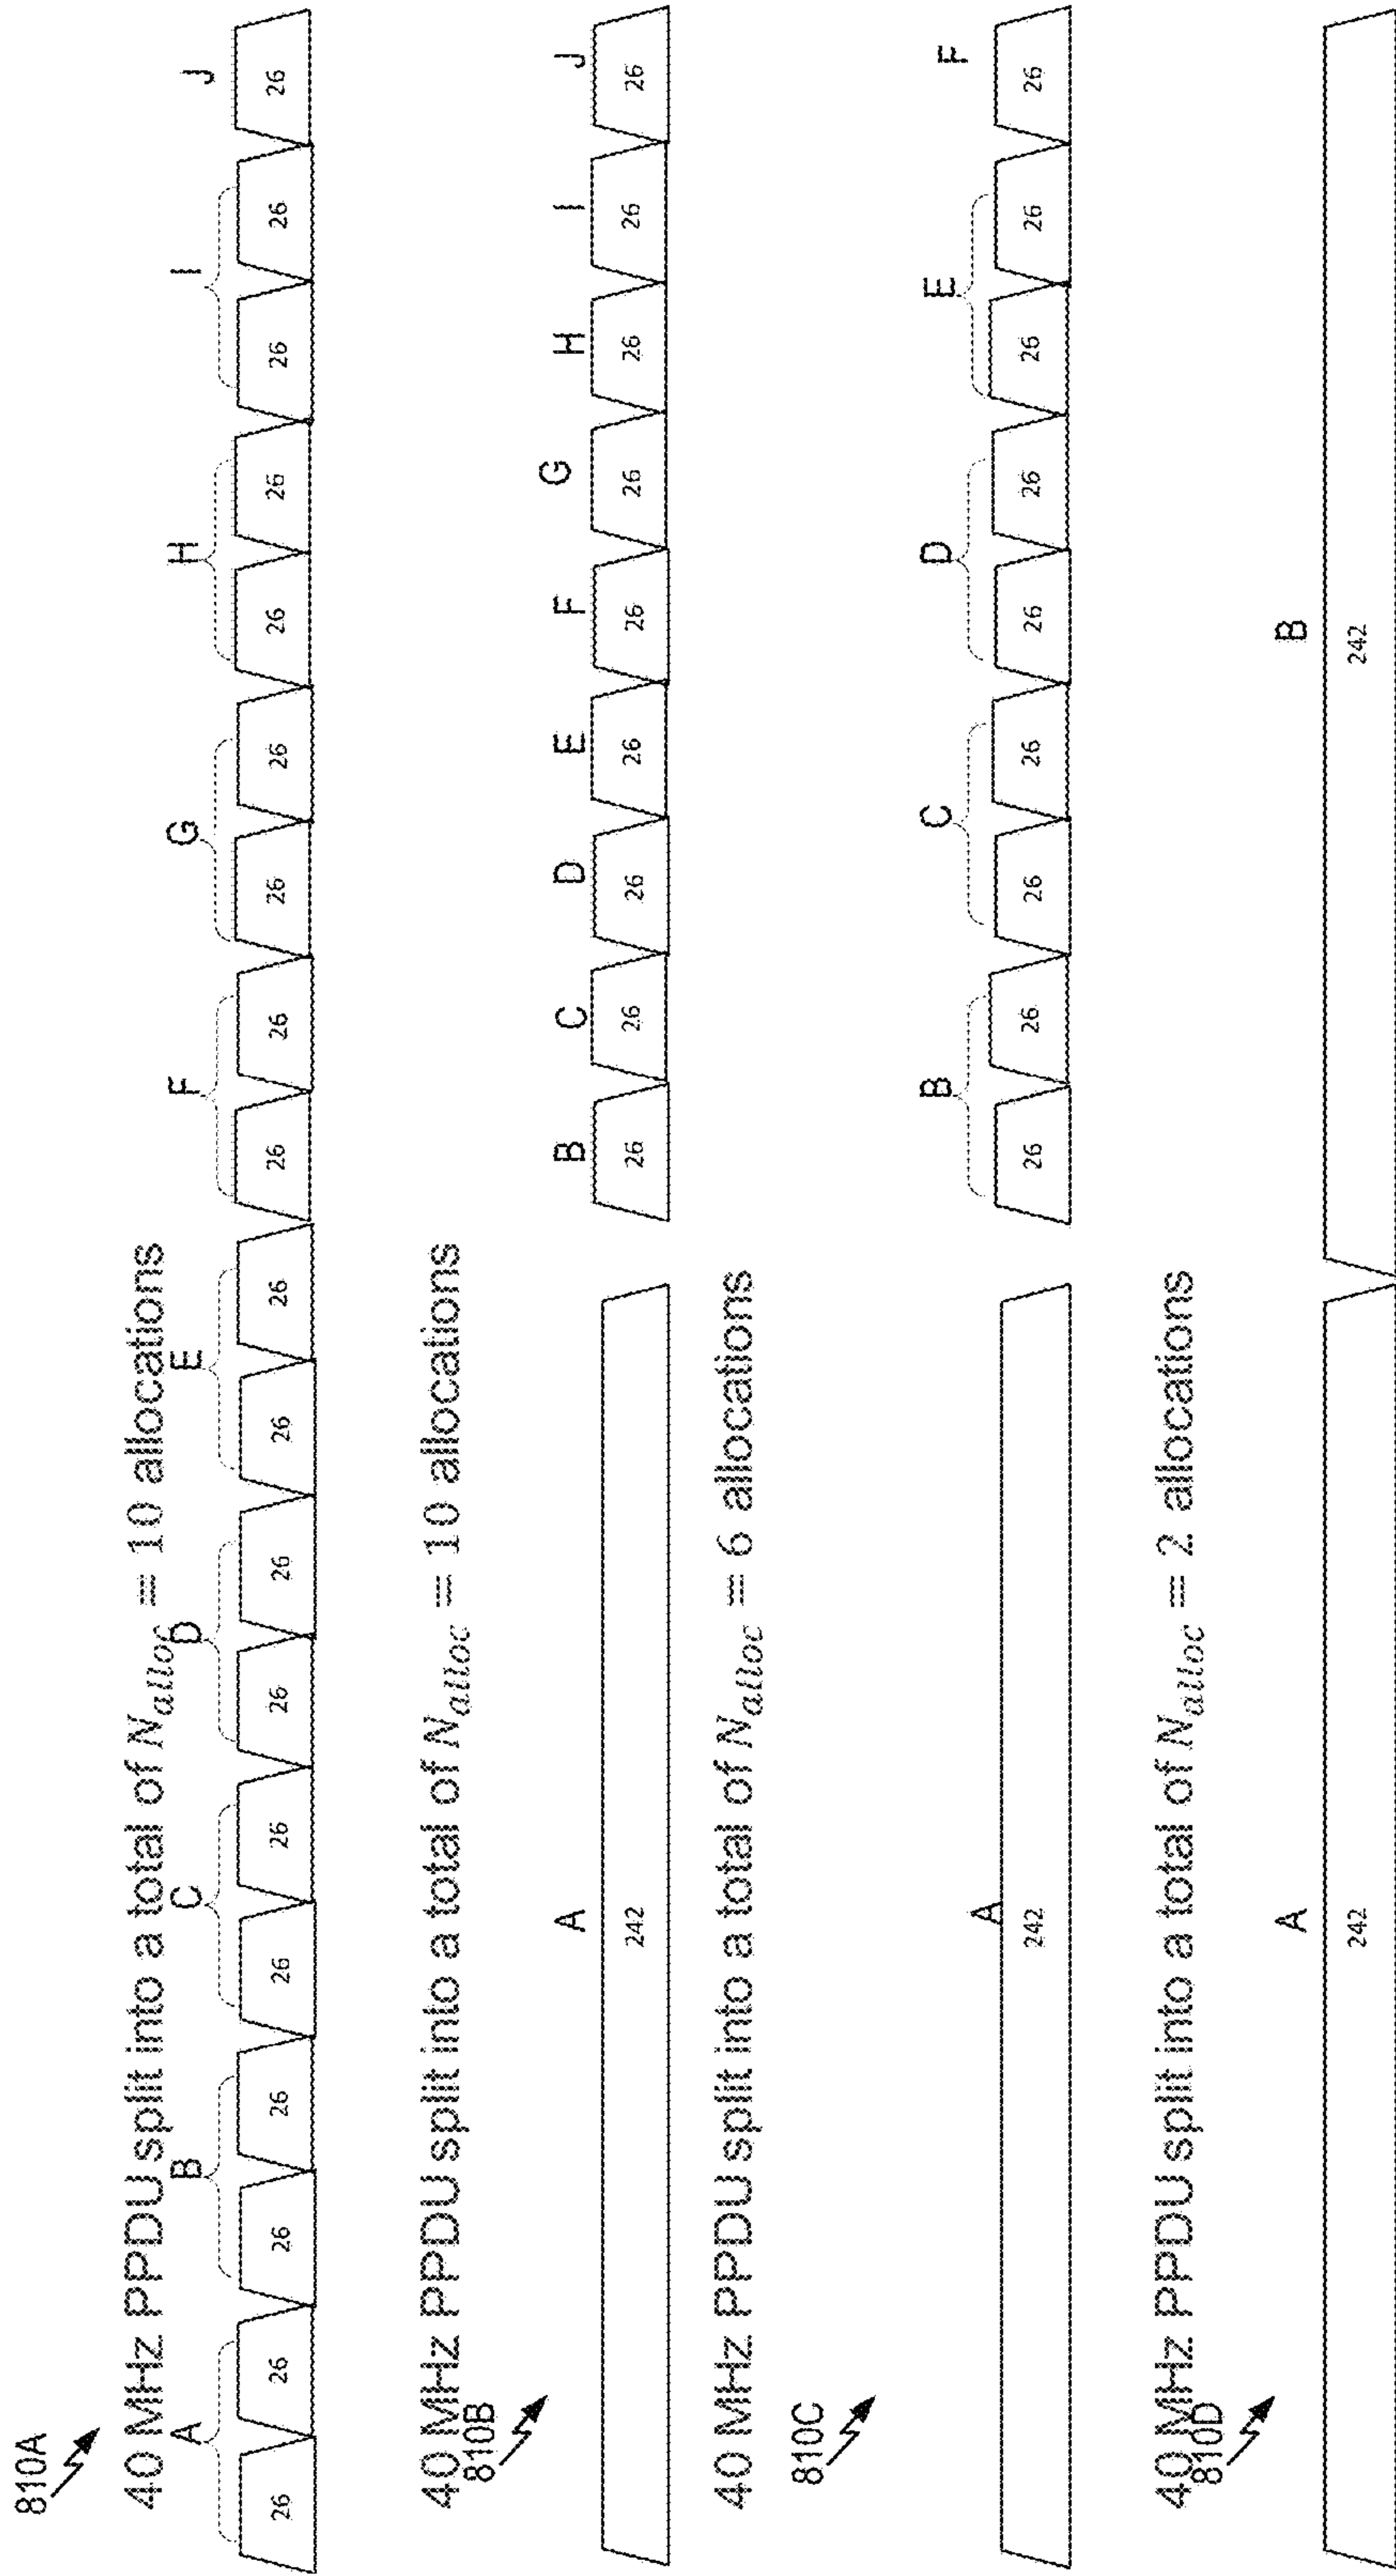 810A
40 MHz PPDU split into a total of N_alloc = 10 allocations
A B C D E F G H I J
26 26 26 26 26 26 26 26 26 26 26 26 26 26 26 26 26 26 26
40 MHz PPDU split into a total of N_alloc = 10 allocations
810B
A B C D E F G H I J
242 26 26 26 26 26 26 26 26 26
40 MHz PPDU split into a total of N_alloc = 6 allocations
810C
A B C D E F
242 26 26 26 26 26 26 26 26 26
40 MHz PPDU split into a total of N_alloc = 2 allocations
810D
A B
242 242